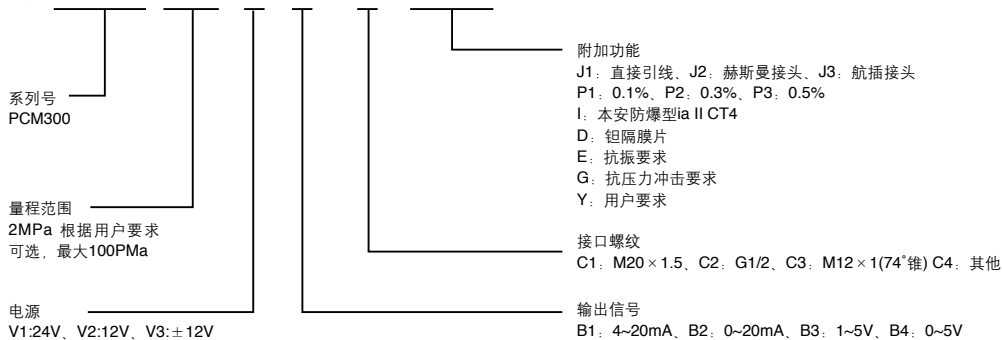 附加功能
J1：直接引线、J2：赫斯曼接头、J3：航插接头
P1：0.1%、P2：0.3%、P3：0.5%
I：本安防爆型ia II CT4
D：钽隔膜片
E：抗振要求
G：抗压力冲击要求
Y：用户要求
系列号
PCM300
量程范围
2MPa 根据用户要求
可选，最大100PMa
接口螺纹
C1：M20×1.5、C2：G1/2、C3：M12×1(74°锥) C4：其他
电源
V1:24V、V2:12V、V3:±12V
输出信号
B1：4~20mA、B2：0~20mA、B3：1~5V、B4：0~5V